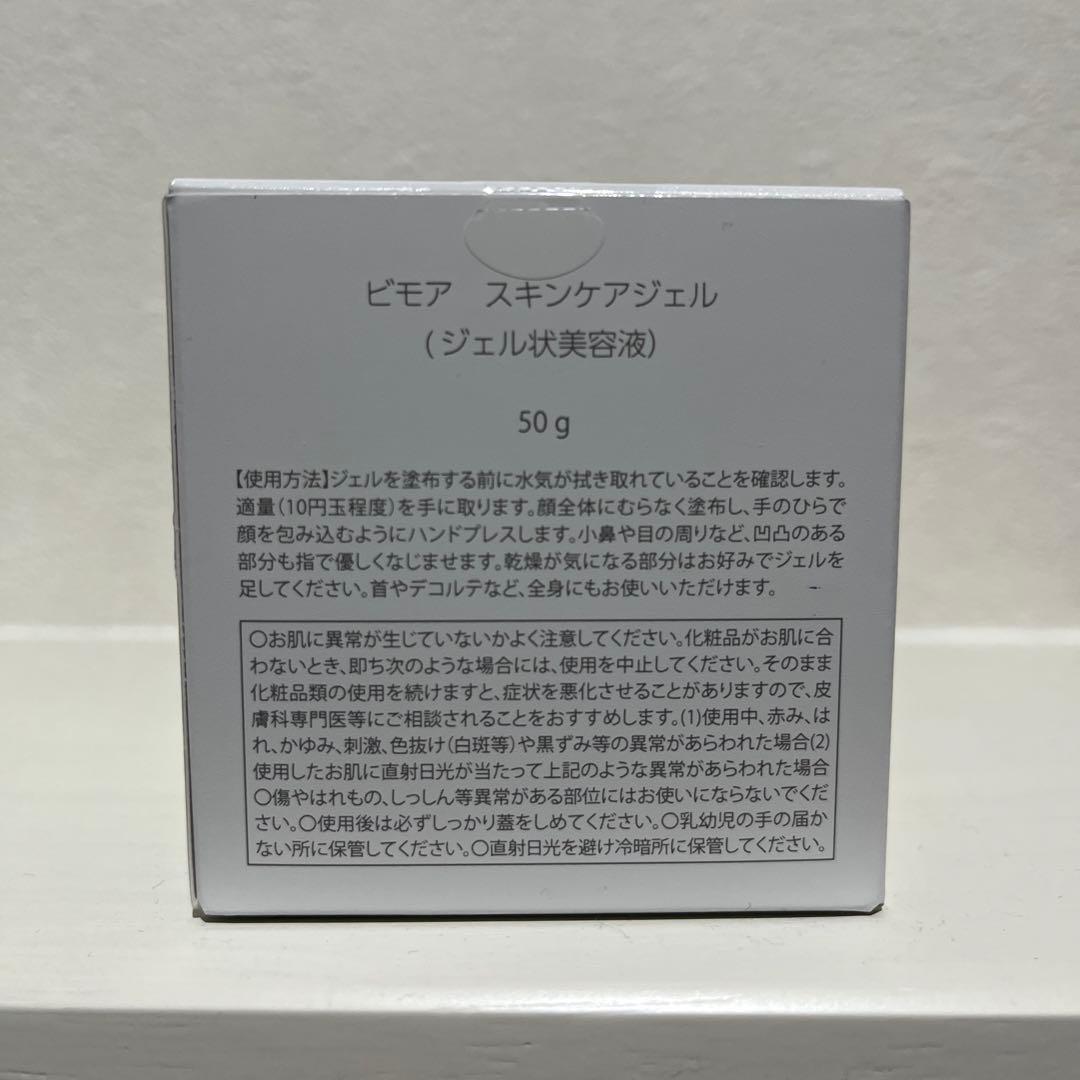 ビモア　スキンケアジェル
(ジェル状美容液)
50 g
【使用方法】ジェルを塗布する前に水気が拭き取れていることを確認します。
適量(10円玉程度)を手に取ります。顔全体にむらなく塗布し、手のひらで
顔を包み込むようにハンドプレスします。小鼻や目の周りなど、凹凸のある
部分も指で優しくなじませます。乾燥が気になる部分はお好みでジェルを
足してください。首やデコルテなど、全身にもお使いいただけます。
〇お肌に異常が生じていないかよく注意してください。化粧品がお肌に合
わないとき、即ち次のような場合には、使用を中止してください。そのまま
化粧品類の使用を続けますと、症状を悪化させることがありますので、皮
膚科専門医等にご相談されることをおすすめします。(1)使用中、赤み、は
れ、かゆみ、刺激、色抜け(白斑等)や黒ずみ等の異常があらわれた場合(2)
使用したお肌に直射日光が当たって上記のような異常があらわれた場合
〇傷やはれもの、しっしん等異常がある部位にはお使いにならないでくだ
さい。〇使用後は必ずしっかり蓋をしめてください。〇乳幼児の手の届か
ない所に保管してください。〇直射日光を避け冷暗所に保管してください。